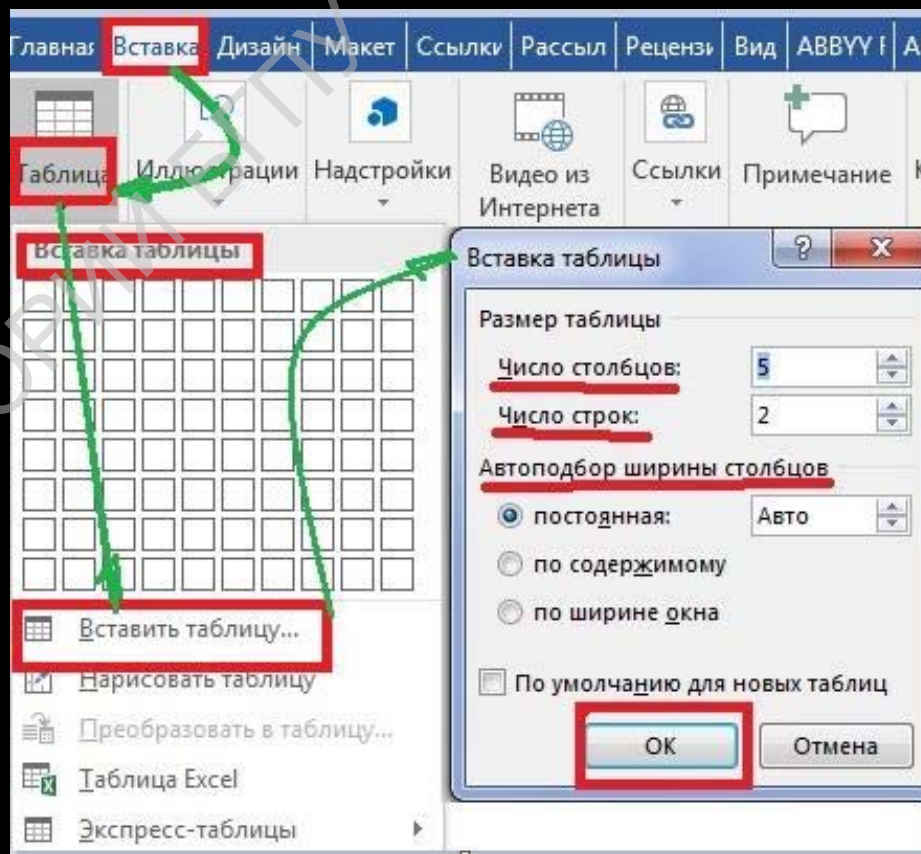 Главная Вставка Дизайн Макет Ссылки Рассыл Рецензи Вид ABBYY F
Таблица Иллюстрации Надстройки Видео из Интернета Ссылки Примечание
Вставка таблицы
Вставить таблицу...
Нарисовать таблицу
Преобразовать в таблицу...
Таблица Excel
Экспресс-таблицы
Вставка таблицы
Размер таблицы
Число столбцов: 5
Число строк: 2
Автоподбор ширины столбцов
постоянная: Авто
по содержимому
по ширине окна
По умолчанию для новых таблиц
ОК Отмена